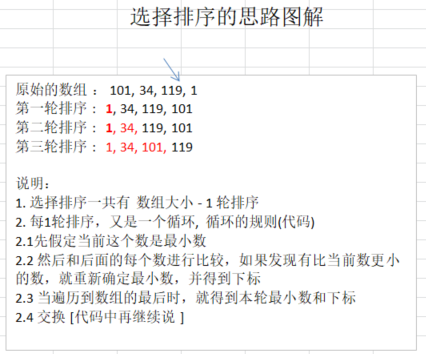 选择排序的思路图解
原始的数组 ： 101, 34, 119, 1
第一轮排序 ： 1, 34, 119, 101
第二轮排序 ： 1, 34, 119, 101
第三轮排序 ： 1, 34, 101, 119
说明:
1. 选择排序一共有 数组大小 - 1 轮排序
2. 每1轮排序，又是一个循环, 循环的规则(代码)
2.1先假定当前这个数是最小数
2.2 然后和后面的每个数进行比较，如果发现有比当前数更小
的数，就重新确定最小数，并得到下标
2.3 当遍历到数组的最后时，就得到本轮最小数和下标
2.4 交换 [代码中再继续说 ]